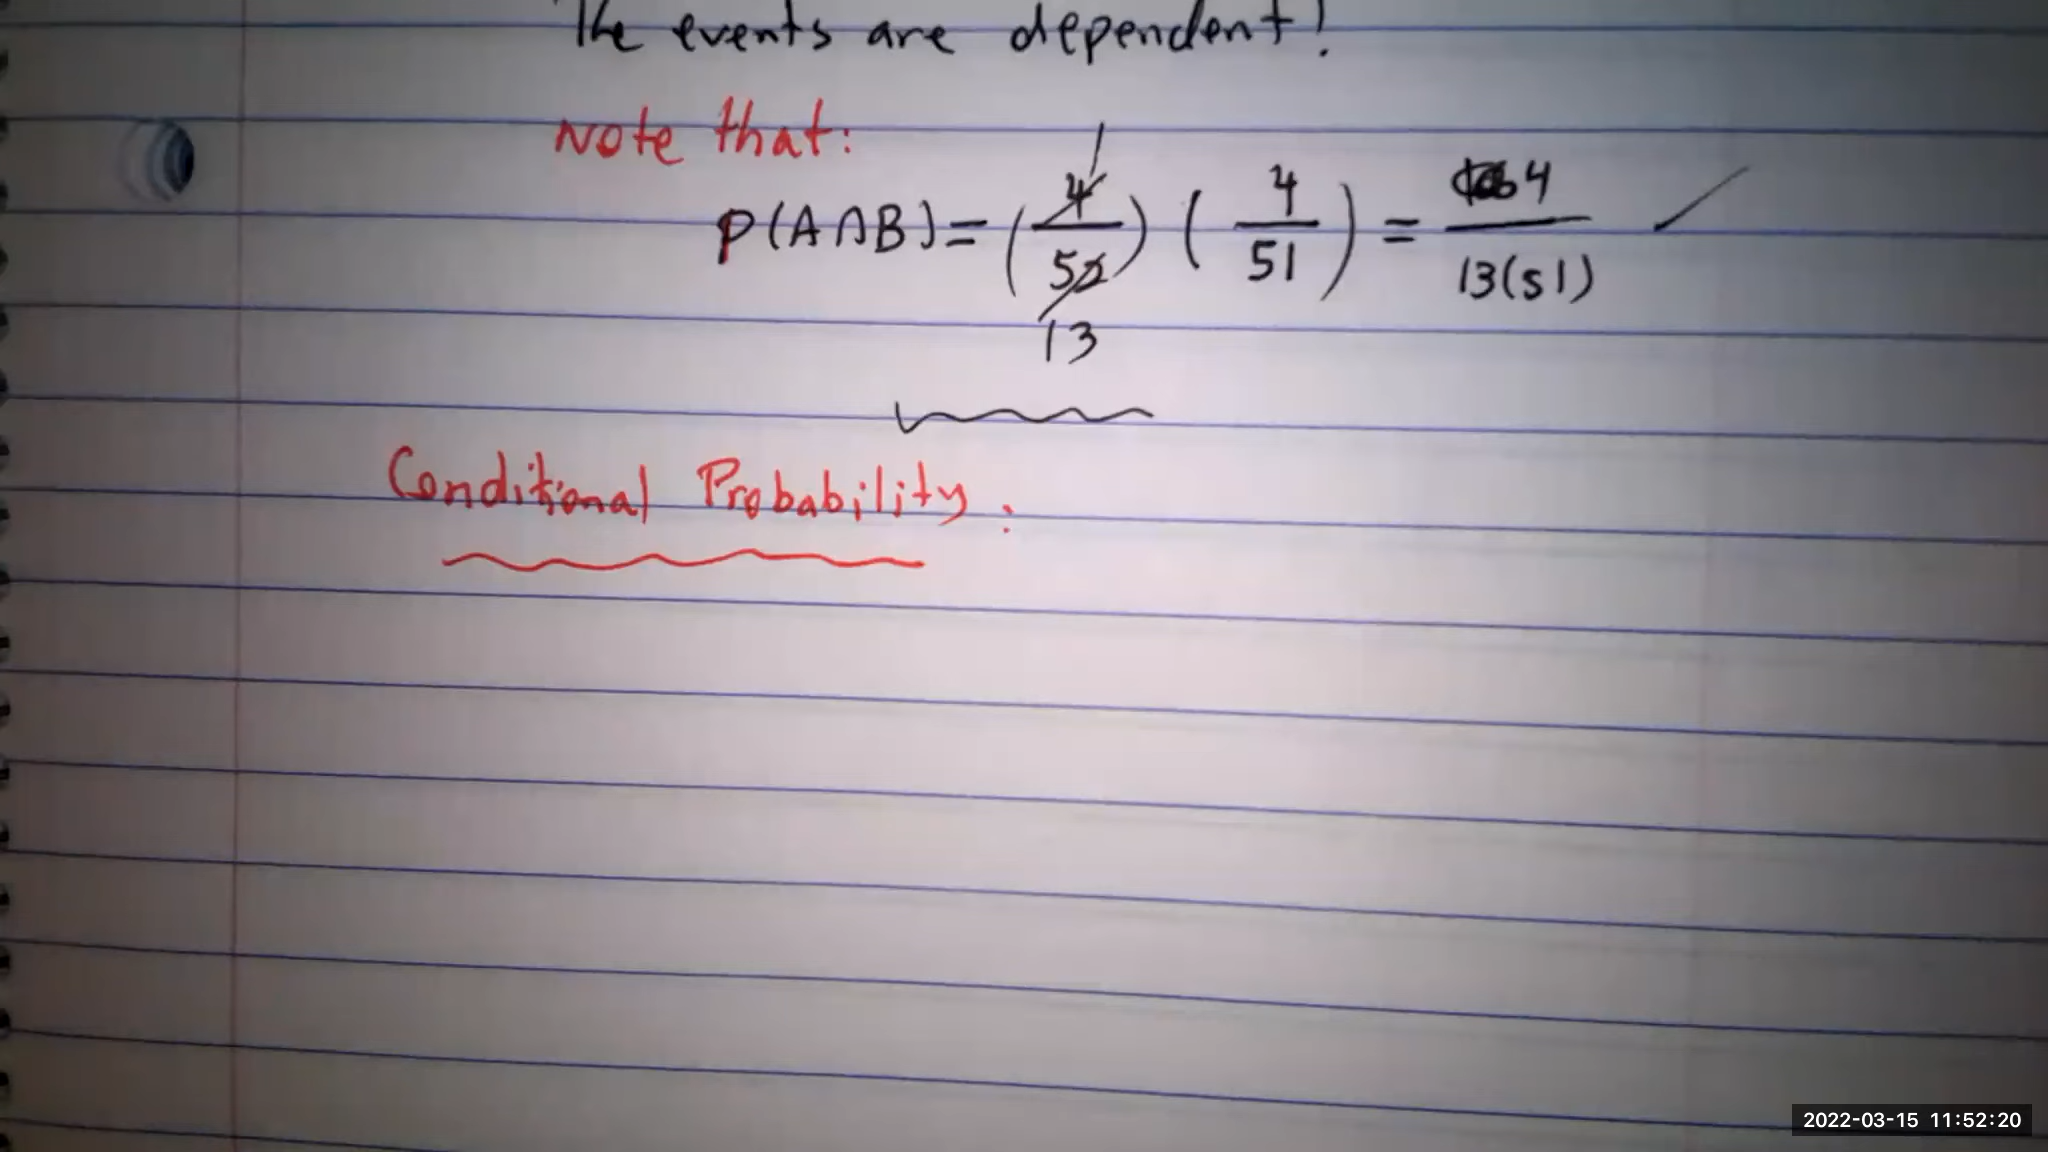 The events are dependent!
Note that:
P(A∩B) = (4/52) (4/51) = 4/13(51)
1
13
Conditional Probability:
2022-03-15 11:52:20